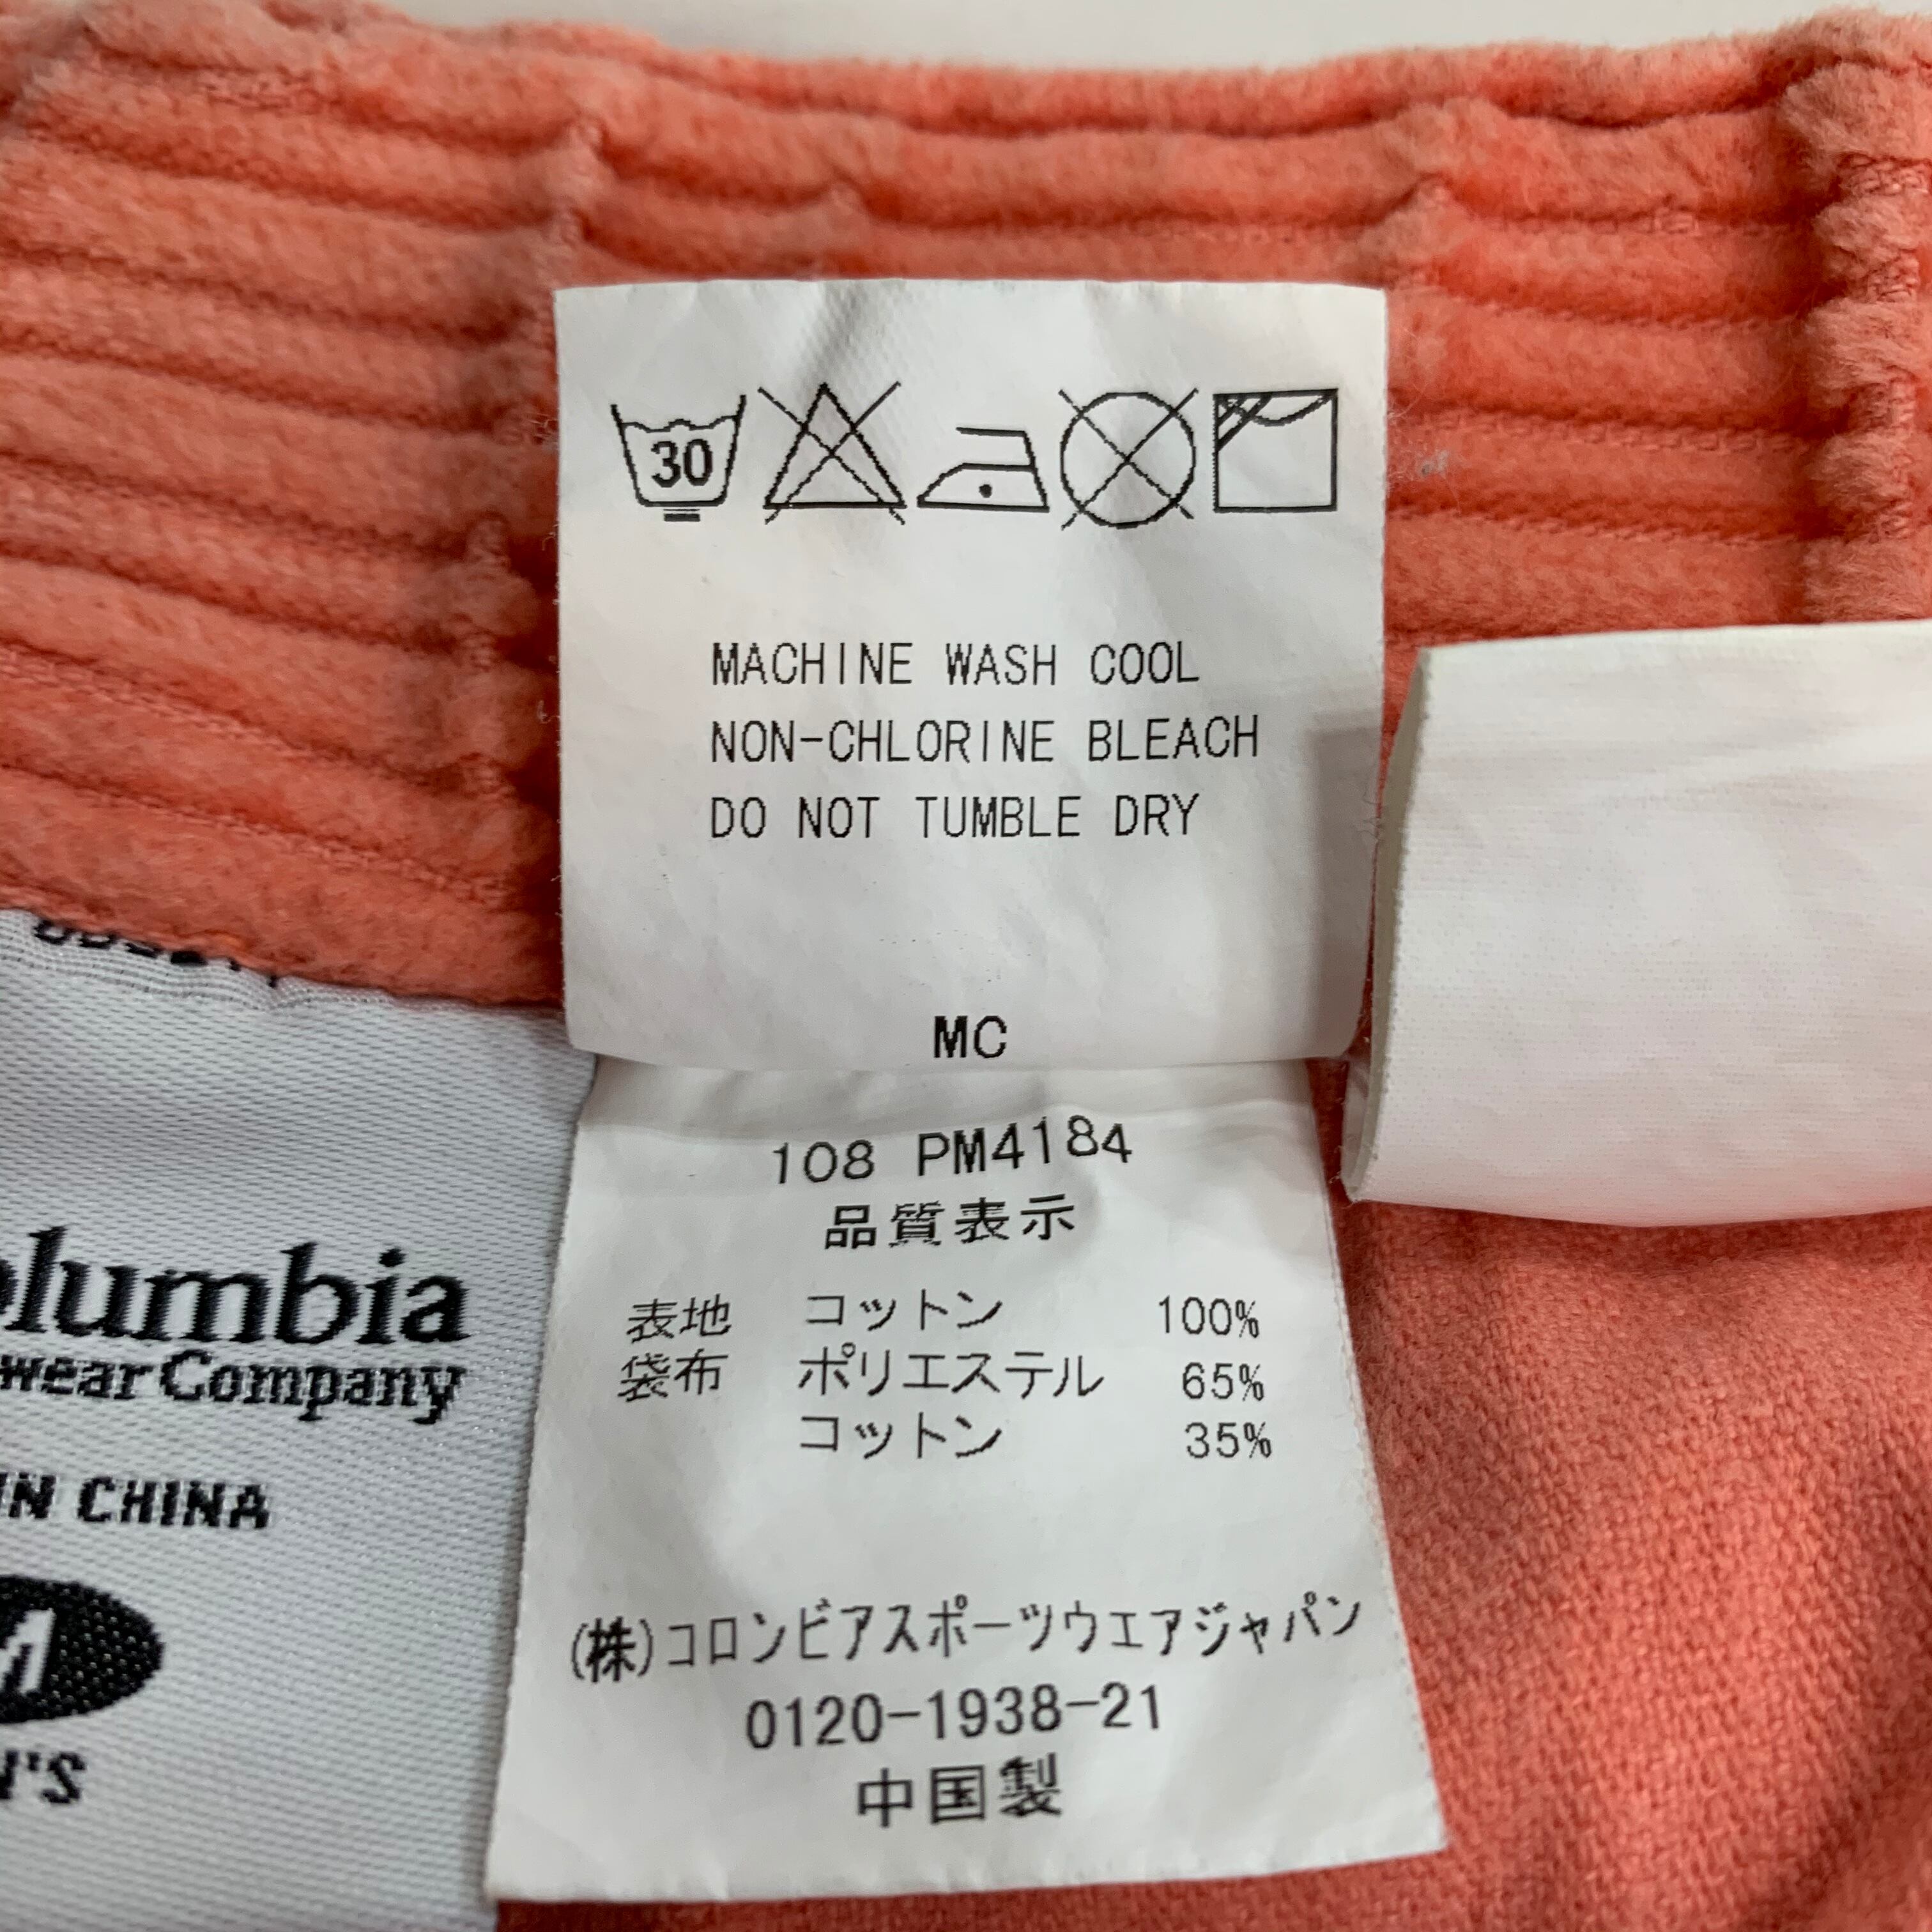 30
MACHINE WASH COOL
NON-CHLORINE BLEACH
DO NOT TUMBLE DRY
MC
108 PM4184
品質表示
表地 コットン 100%
袋布 ポリエステル 65%
コットン 35%
(株)コロンビアスポーツウエアジャパン
0120-1938-21
中国製
olumbia
wear Company
IN CHINA
'S